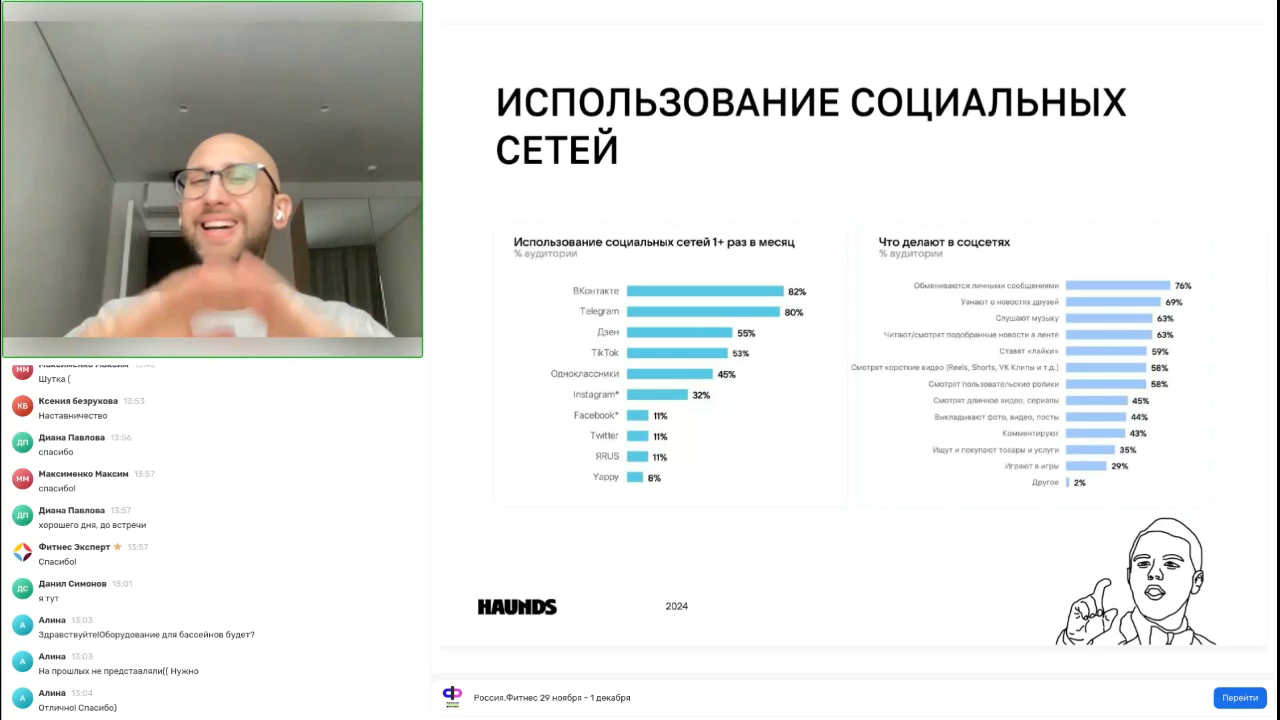 ИСПОЛЬЗОВАНИЕ СОЦИАЛЬНЫХ
СЕТЕЙ
Использование социальных сетей 1+ раз в месяц
% аудитории
ВКонтакте 82%
Telegram 80%
Дзен 55%
TikTok 53%
Одноклассники 45%
Instagram* 32%
Facebook* 11%
Twitter 11%
ЯRUS 11%
Yappy 8%
Что делают в соцсетях
% аудитории
Обмениваются личными сообщениями 76%
Узнают о новостях друзей 69%
Слушают музыку 63%
Читают/смотрят подобранные новости в ленте 63%
Ставят «лайки» 59%
Смотрят короткие видео (Reels, Shorts, VK Клипы и т.д.) 58%
Смотрят пользовательские ролики 58%
Смотрят длинное видео, сериалы 45%
Выкладывают фото, видео, посты 44%
Комментируют 43%
Ищут и покупают товары и услуги 35%
Играют в игры 29%
Другое 2%
HAUNDS 2024
ММ Максименко Максим
Шутка (
КБ Ксения безрукова 13:53
Наставничество
ДП Диана Павлова 13:56
спасибо
ММ Максименко Максим 13:57
спасибо!
ДП Диана Павлова 13:57
хорошего дня, до встречи
Фитнес Эксперт 13:57
Спасибо!
ДС Данил Симонов 13:01
я тут
А Алина 13:03
Здравствуйте!Оборудование для бассейнов будет?
А Алина 13:03
На прошлых не представляли(( Нужно
А Алина 13:04
Отлично! Спасибо)
Россия.Фитнес 29 ноября - 1 декабря
Перейти